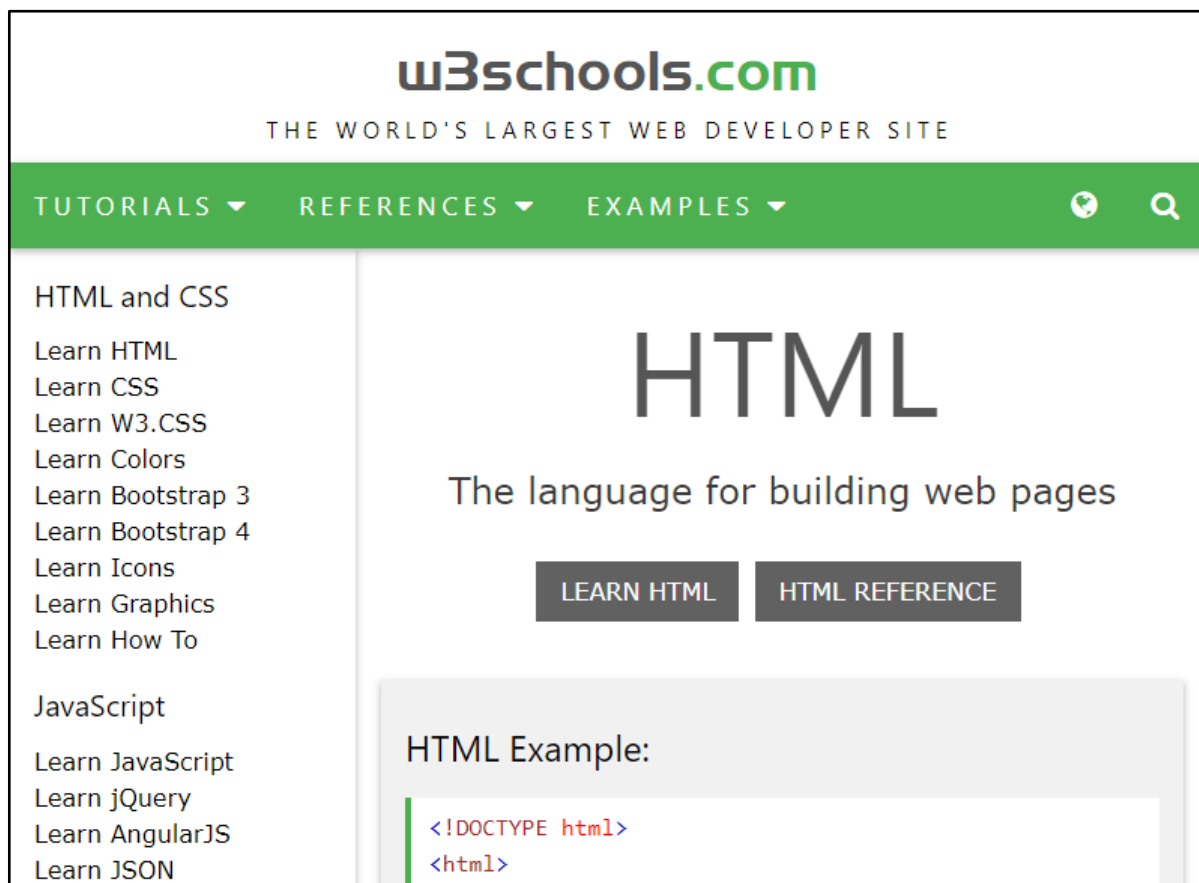 w3schools.com
THE WORLD'S LARGEST WEB DEVELOPER SITE
TUTORIALS REFERENCES EXAMPLES
HTML and CSS
Learn HTML
Learn CSS
Learn W3.CSS
Learn Colors
Learn Bootstrap 3
Learn Bootstrap 4
Learn Icons
Learn Graphics
Learn How To
JavaScript
Learn JavaScript
Learn jQuery
Learn AngularJS
Learn JSON
HTML
The language for building web pages
LEARN HTML HTML REFERENCE
HTML Example:
<!DOCTYPE html>
<html>